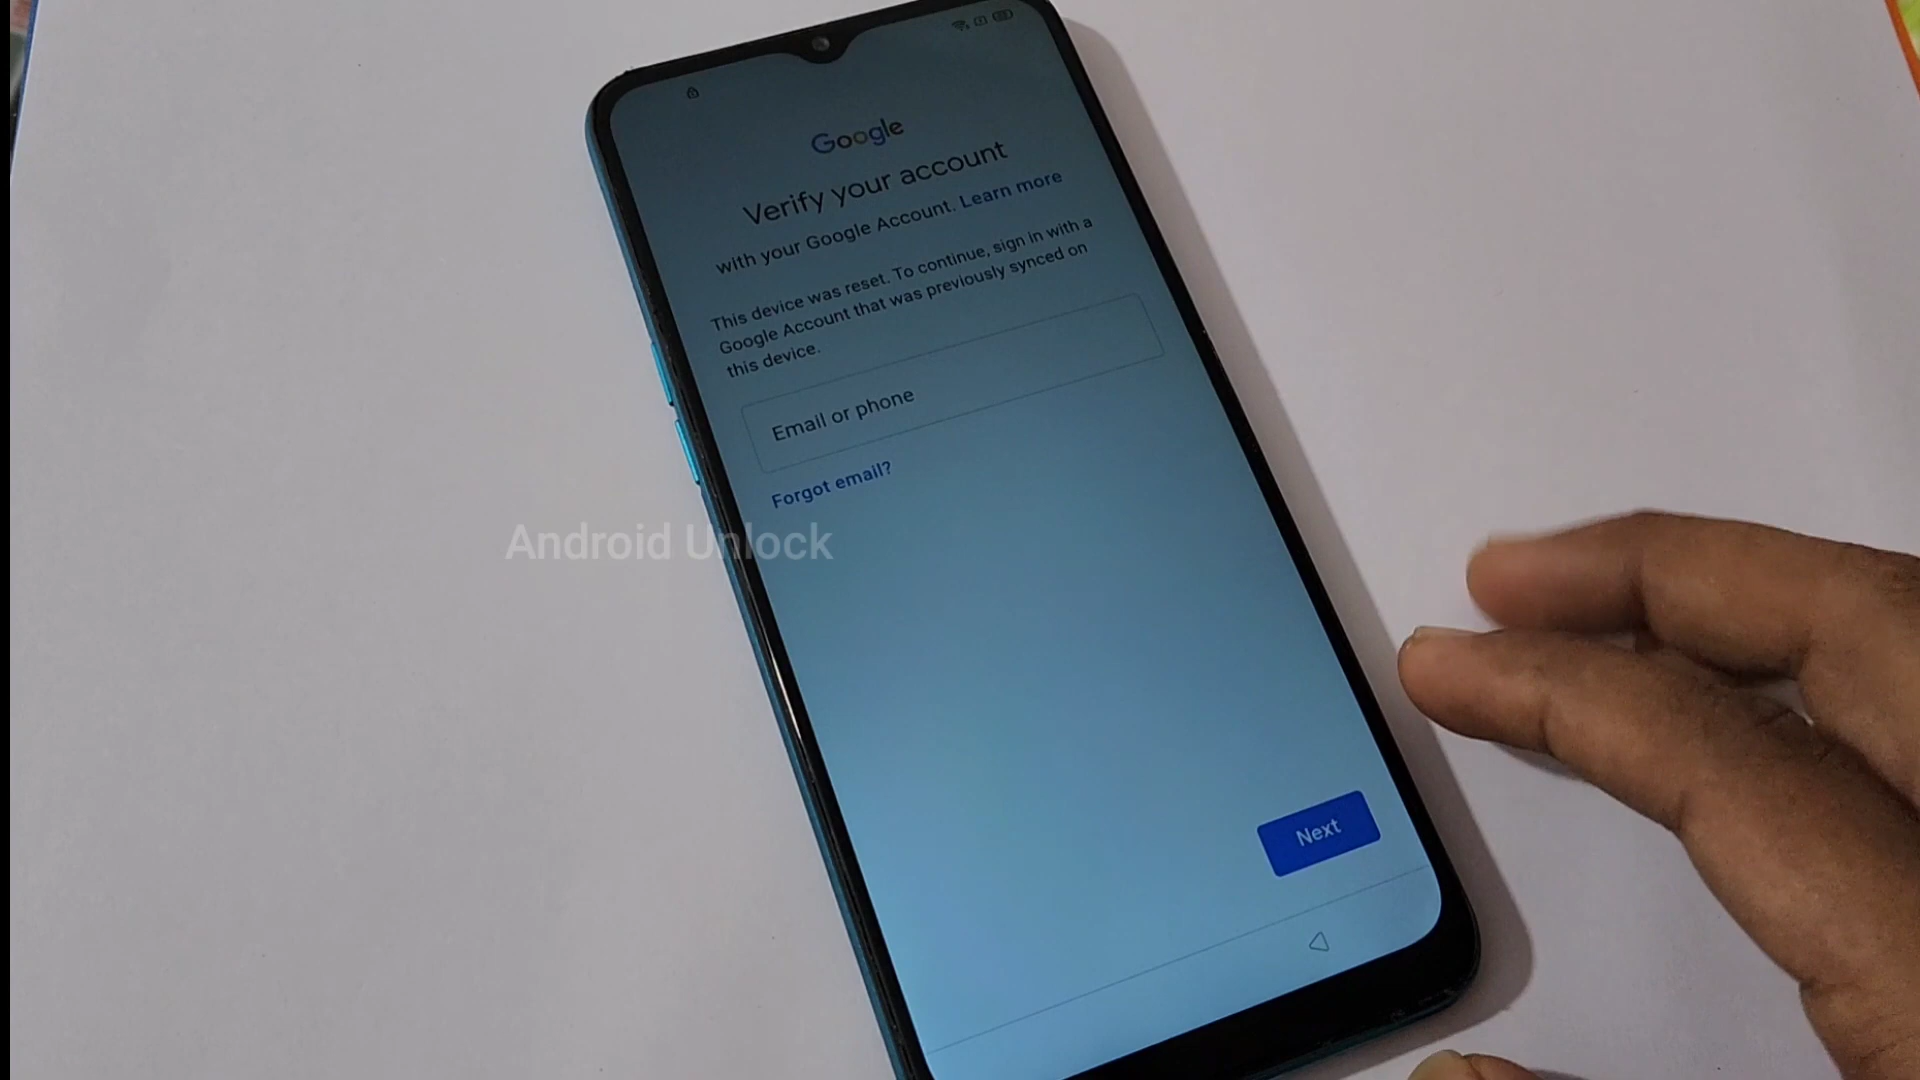 Google
Verify your account
with your Google Account. Learn more
This device was reset. To continue, sign in with a
Google Account that was previously synced on
this device.
Email or phone
Forgot email?
Android Unlock
Next